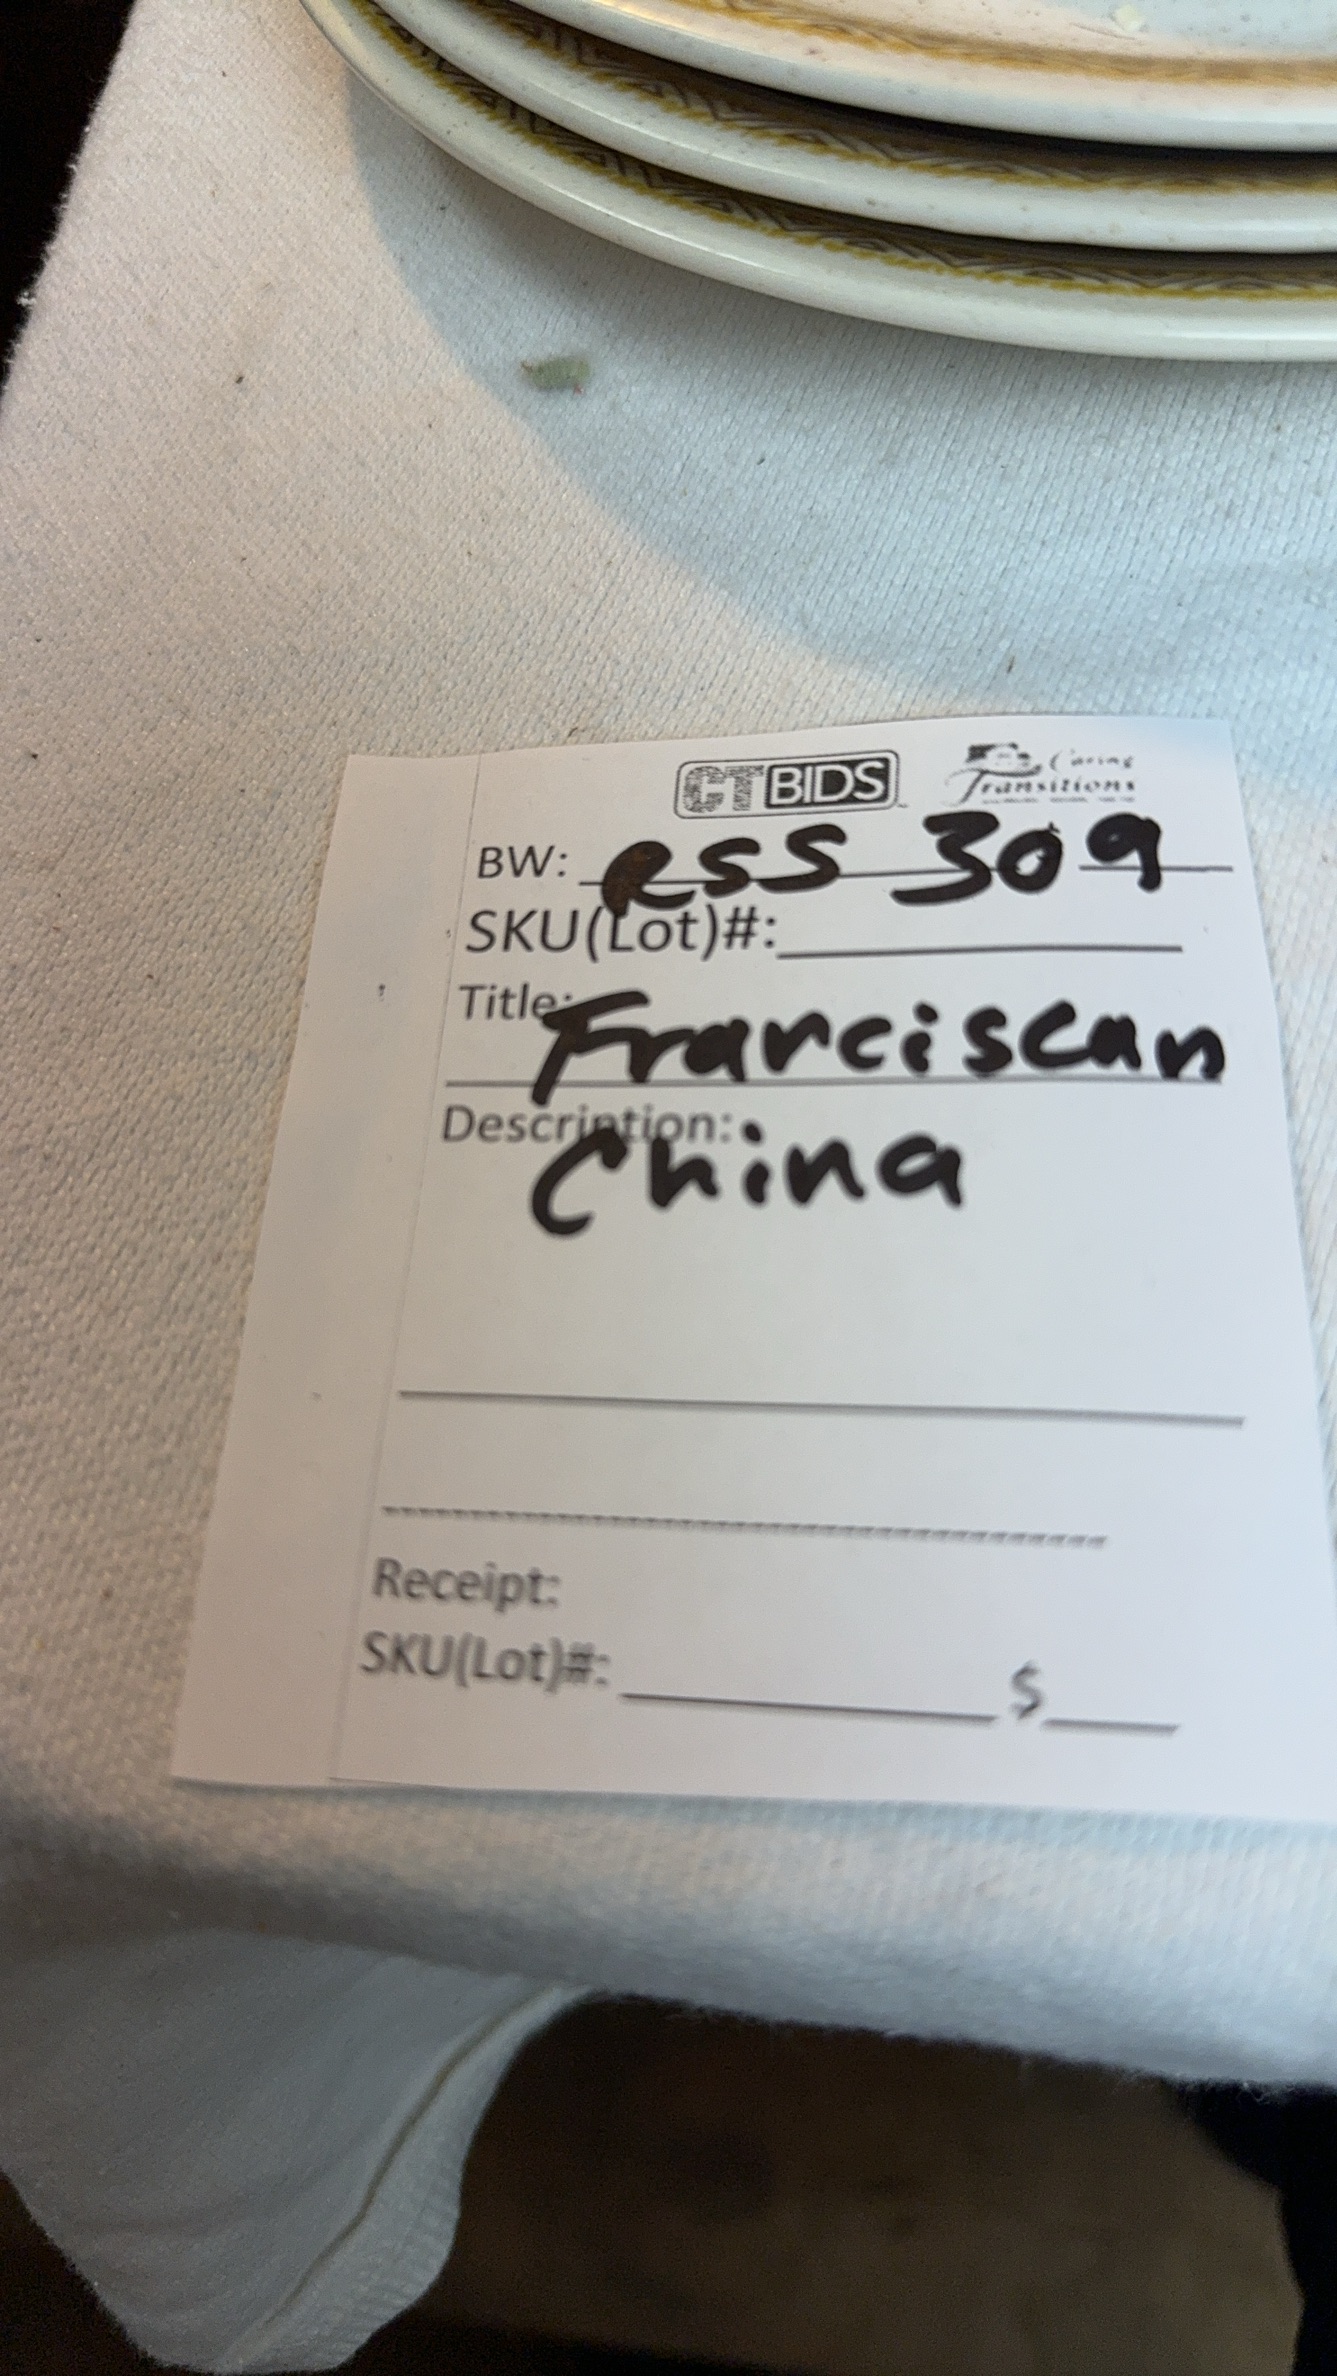 CT BIDS Caring Transitions
BW: RSS 309
SKU(Lot)#:
Title: Franciscan
Description: China
Receipt:
SKU(Lot)#: $